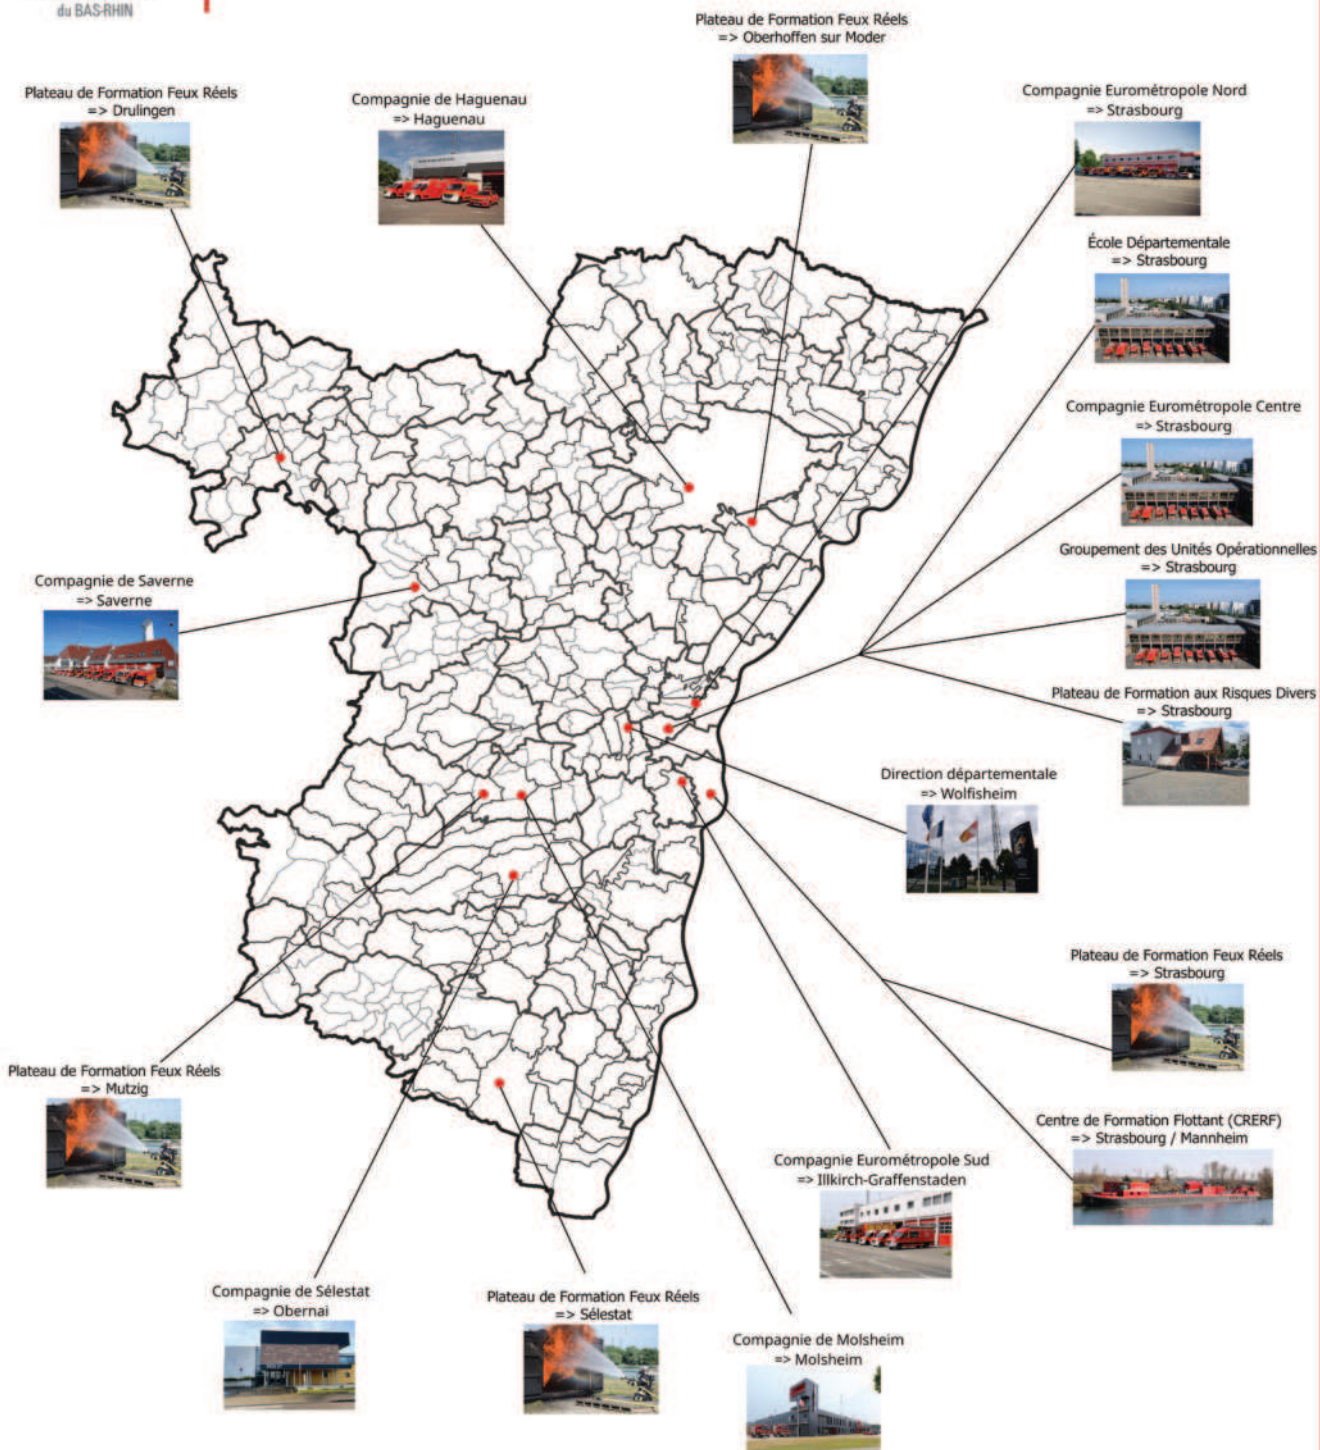 du BAS-RHIN
Plateau de Formation Feux Réels
=> Oberhoffen sur Moder
Plateau de Formation Feux Réels
=> Drulingen
Compagnie de Haguenau
=> Haguenau
Compagnie Eurométropole Nord
=> Strasbourg
École Départementale
=> Strasbourg
Compagnie Eurométropole Centre
=> Strasbourg
Groupement des Unités Opérationnelles
=> Strasbourg
Compagnie de Saverne
=> Saverne
Plateau de Formation aux Risques Divers
=> Strasbourg
Direction départementale
=> Wolfisheim
Plateau de Formation Feux Réels
=> Strasbourg
Plateau de Formation Feux Réels
=> Mutzig
Centre de Formation Flottant (CRERF)
=> Strasbourg / Mannheim
Compagnie Eurométropole Sud
=> Illkirch-Graffenstaden
Compagnie de Sélestat
=> Obernai
Plateau de Formation Feux Réels
=> Sélestat
Compagnie de Molsheim
=> Molsheim